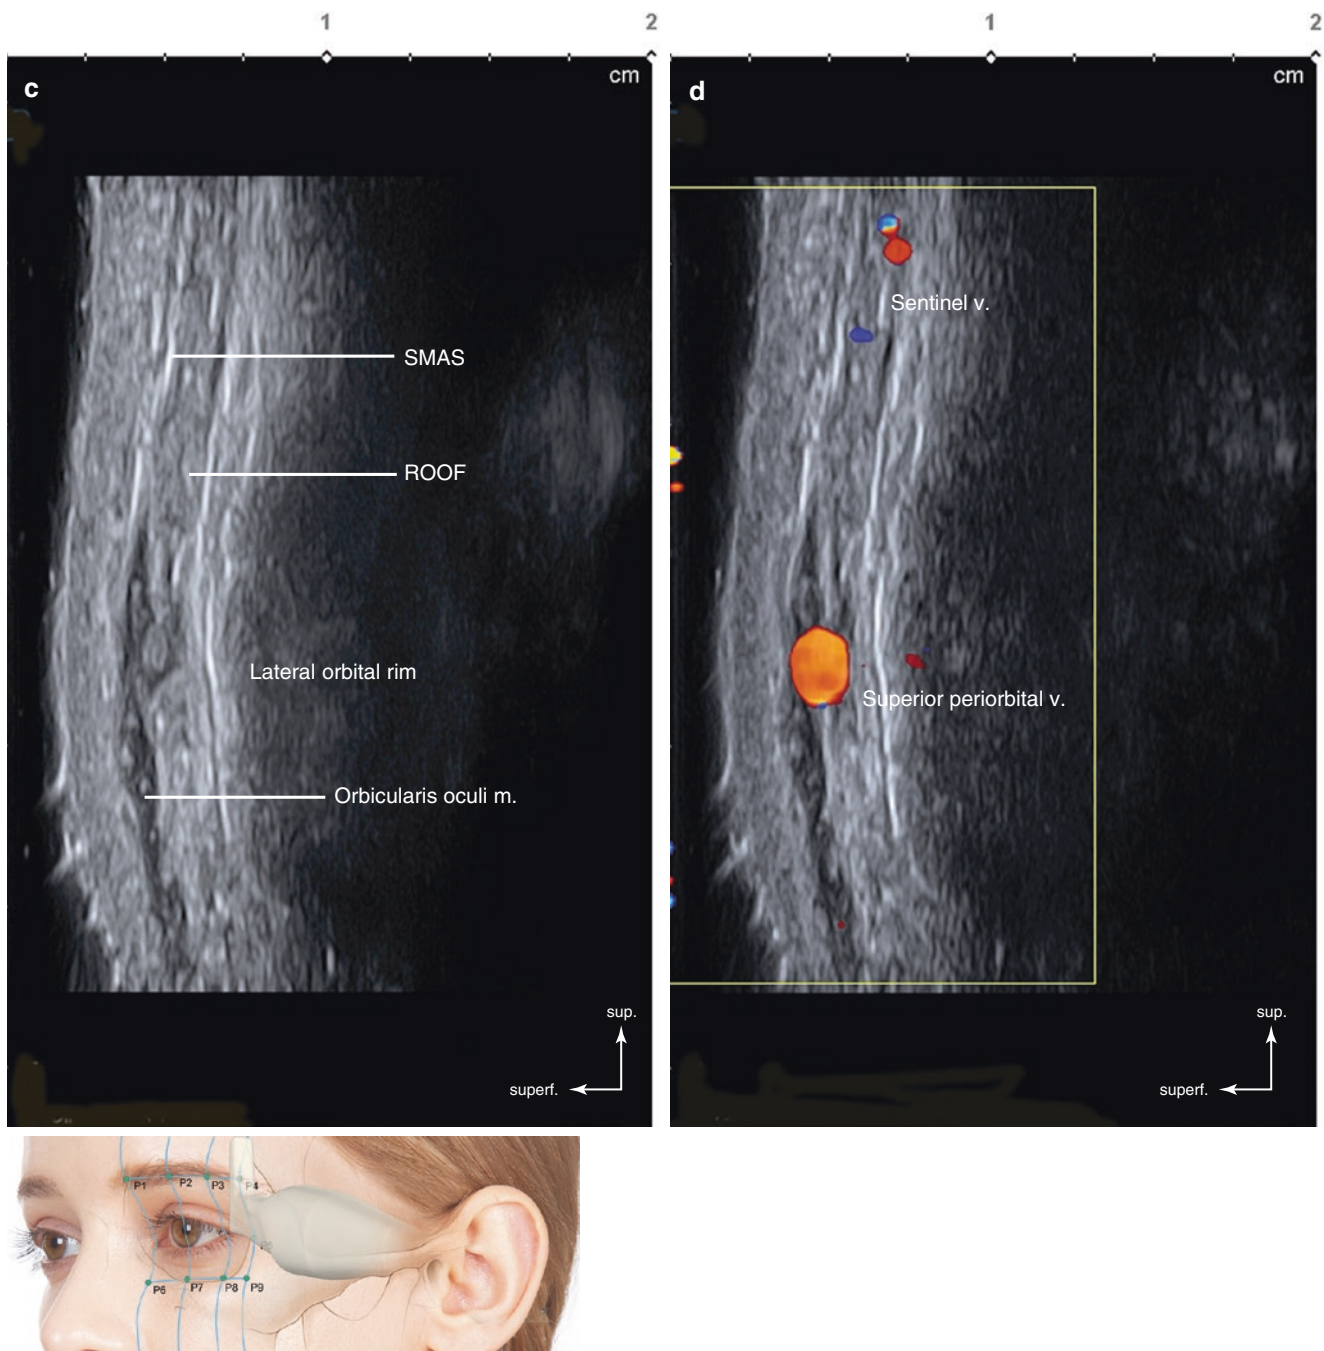 1
2
cm
c
SMAS
ROOF
Lateral orbital rim
Orbicularis oculi m.
sup.
superf.
1
2
cm
d
Sentinel v.
Superior periorbital v.
sup.
superf.
P1 P2 P3 P4
P6 P7 P8 P9